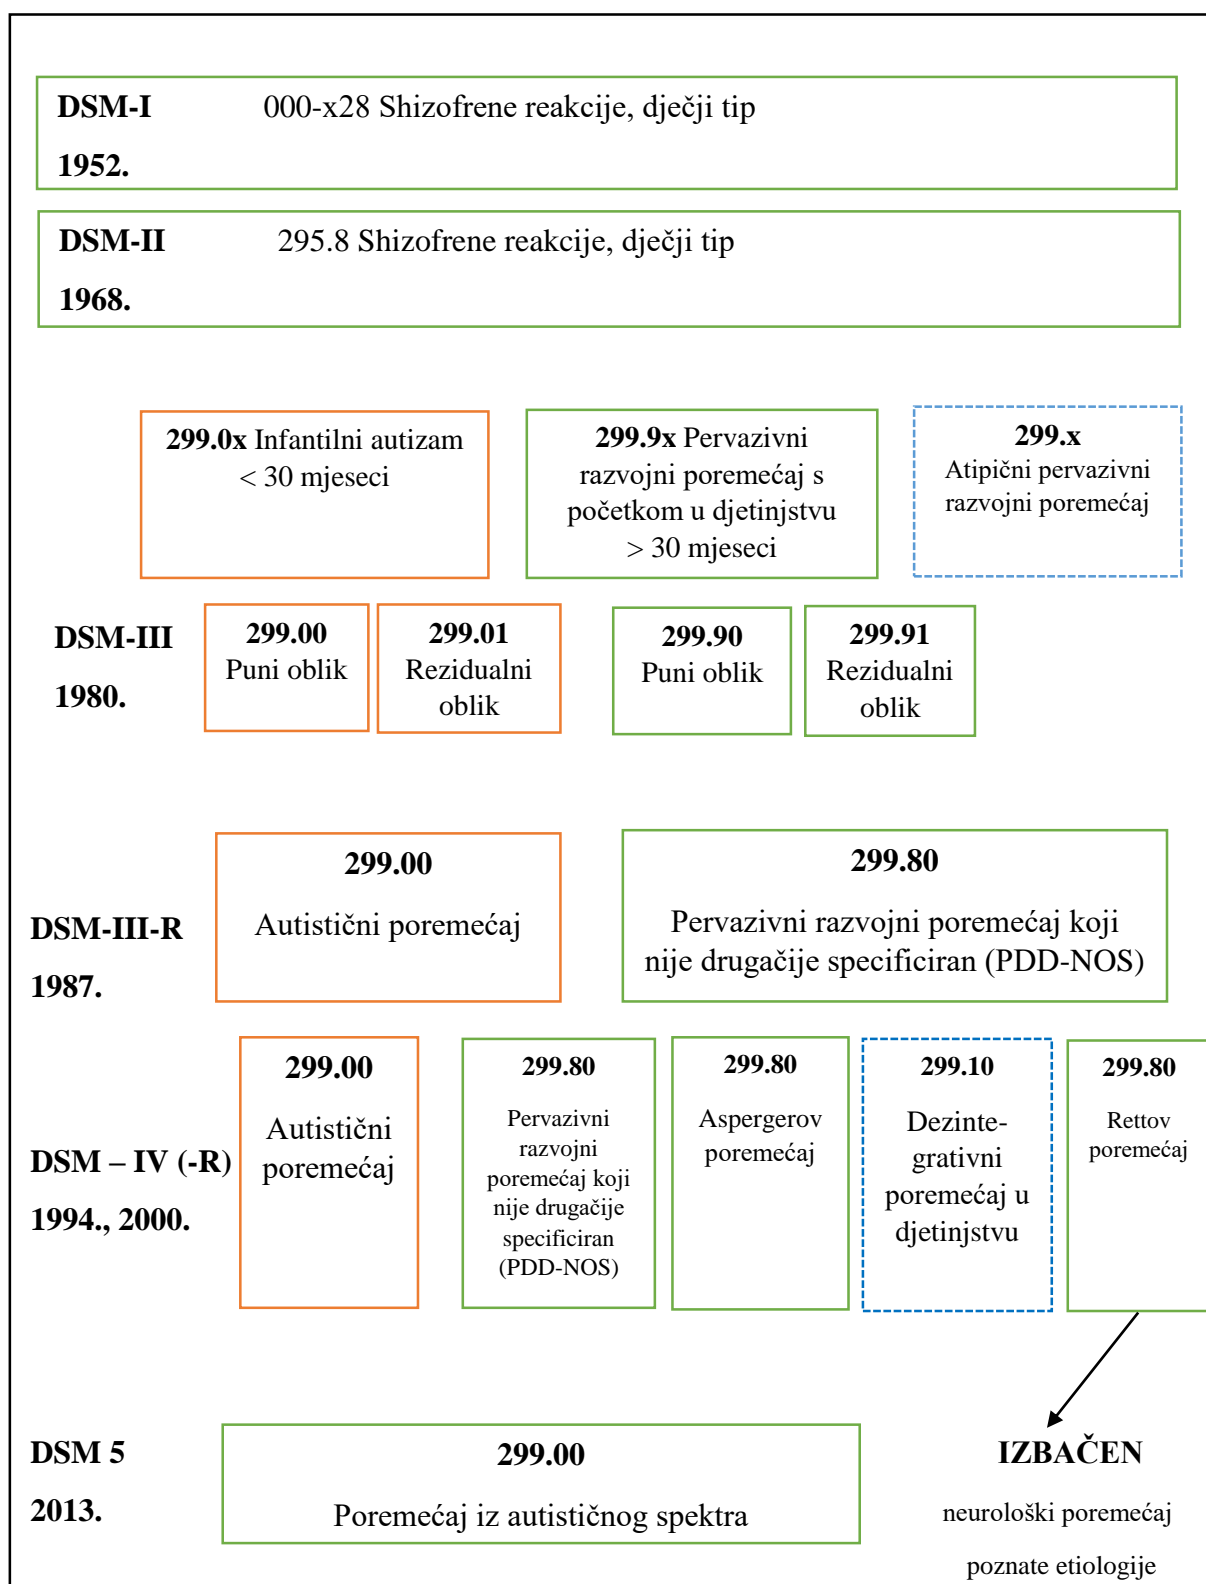 DSM-I 000-x28 Shizofrene reakcije, dječji tip
1952.
DSM-II 295.8 Shizofrene reakcije, dječji tip
1968.
299.0x Infantilni autizam
< 30 mjeseci
299.9x Pervazivni
razvojni poremećaj s
početkom u djetinjstvu
> 30 mjeseci
299.x
Atipični pervazivni
razvojni poremećaj
DSM-III
1980.
299.00
Puni oblik
299.01
Rezidualni
oblik
299.90
Puni oblik
299.91
Rezidualni
oblik
DSM-III-R
1987.
299.00
Autistični poremećaj
299.80
Pervazivni razvojni poremećaj koji
nije drugačije specificiran (PDD-NOS)
DSM – IV (-R)
1994., 2000.
299.00
Autistični
poremećaj
299.80
Pervazivni
razvojni
poremećaj koji
nije drugačije
specificiran
(PDD-NOS)
299.80
Aspergerov
poremećaj
299.10
Dezinte-
grativni
poremećaj u
djetinjstvu
299.80
Rettov
poremećaj
DSM 5
2013.
299.00
Poremećaj iz autističnog spektra
IZBAČEN
neurološki poremećaj
poznate etiologije